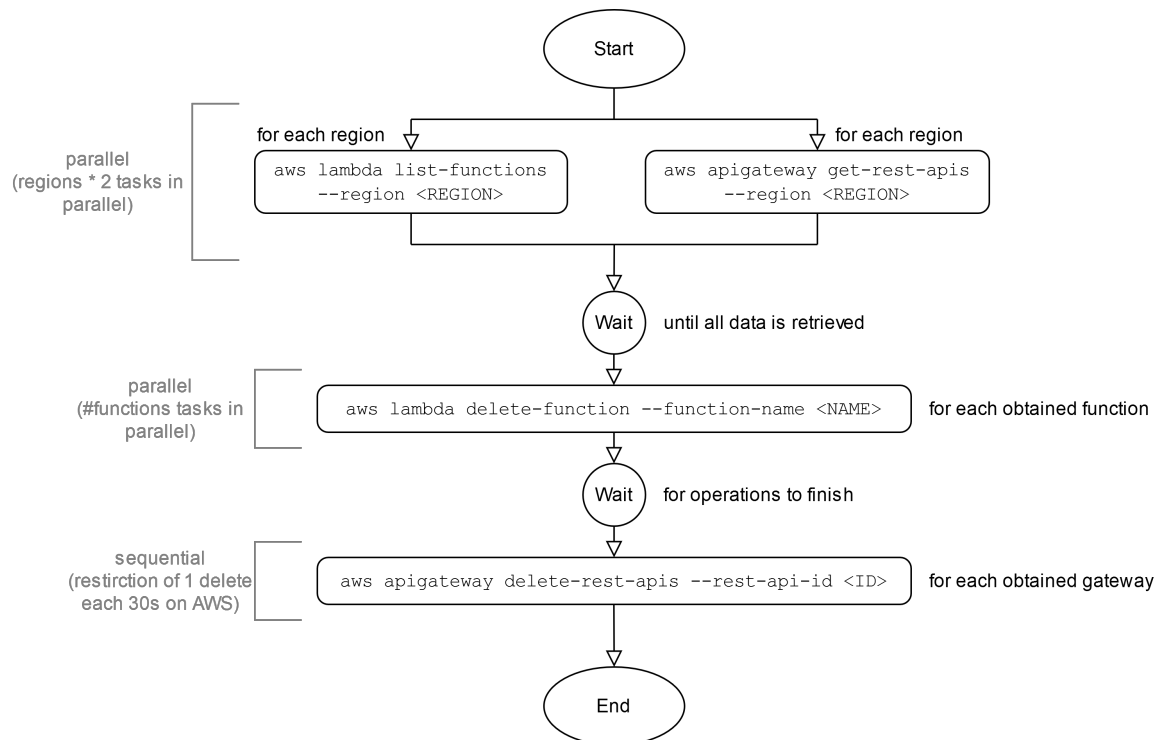 Start
for each region
for each region
parallel
(regions * 2 tasks in
parallel)
aws lambda list-functions
--region <REGION>
aws apigateway get-rest-apis
--region <REGION>
Wait
until all data is retrieved
parallel
(#functions tasks in
parallel)
aws lambda delete-function --function-name <NAME>
for each obtained function
Wait
for operations to finish
sequential
(restirction of 1 delete
each 30s on AWS)
aws apigateway delete-rest-apis --rest-api-id <ID>
for each obtained gateway
End